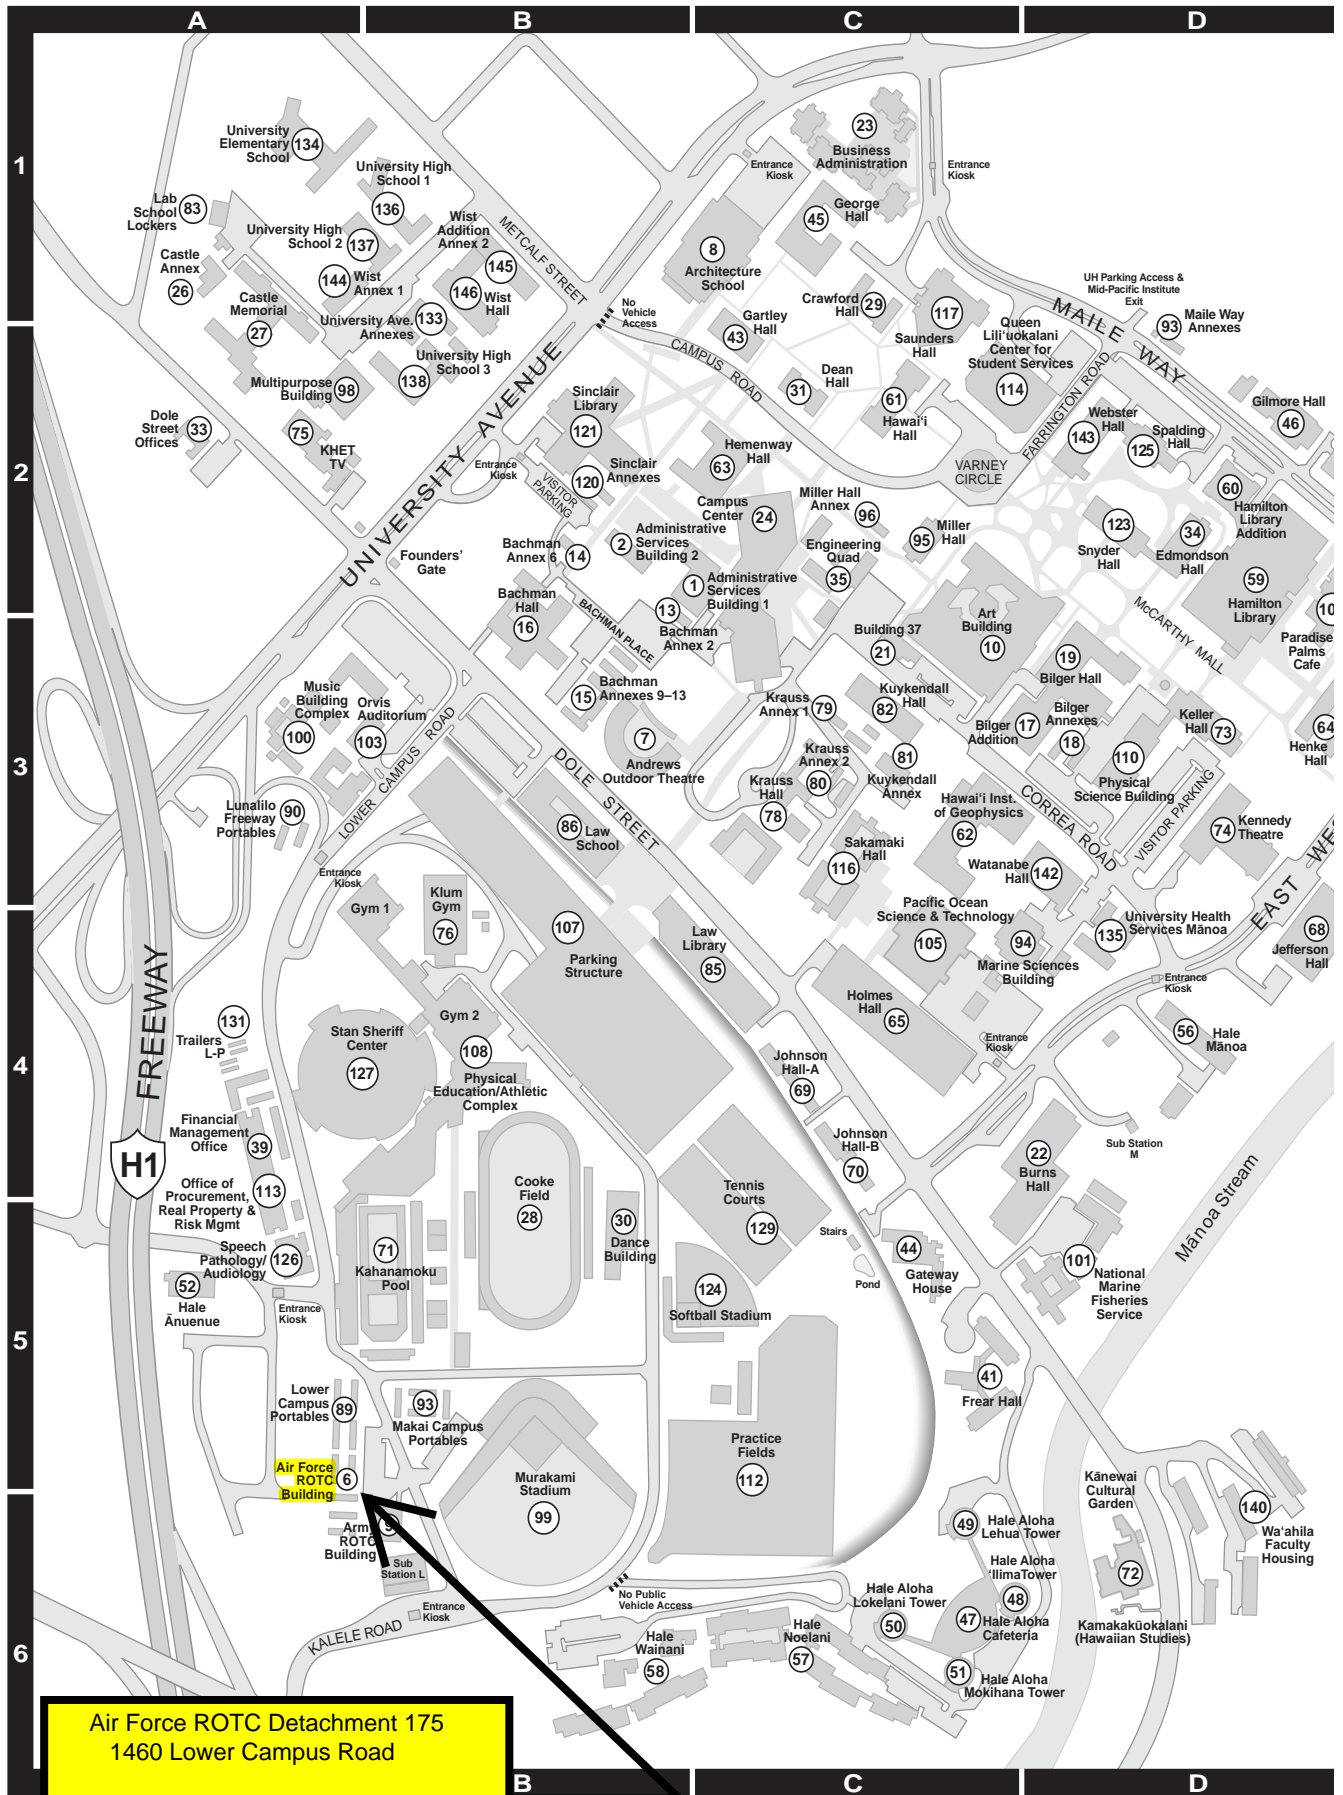 A
B
C
D
1
2
3
4
5
6
University
Elementary
School
134
University High
School 1
136
Lab
School
Lockers
83
University High
School 2
137
Wist
Addition
Annex 2
145
METCALF STREET
Castle
Annex
26
144
Wist
Annex 1
146
Wist
Hall
Castle
Memorial
27
University Ave.
Annexes
133
University High
School 3
138
Multipurpose
Building
98
Dole
Street
Offices
33
75
KHET
TV
UNIVERSITY AVENUE
23
Business
Administration
Entrance
Kiosk
Entrance
Kiosk
45
George
Hall
8
Architecture
School
No
Vehicle
Access
Gartley
Hall
43
Crawford
Hall
29
117
Saunders
Hall
CAMPUS ROAD
Dean
Hall
31
61
Hawai‘i
Hall
Queen
Lili‘uokalani
Center for
Student Services
114
UH Parking Access &
Mid-Pacific Institute
Exit
MAILE WAY
93
Maile Way
Annexes
FARRINGTON ROAD
Webster
Hall
143
Spalding
Hall
125
Gilmore Hall
46
VARNEY
CIRCLE
Sinclair
Library
121
Sinclair
Annexes
120
Entrance
Kiosk
VISITOR
PARKING
Hemenway
Hall
63
Campus
Center
24
Miller Hall
Annex
96
Miller
Hall
95
Engineering
Quad
35
60
Hamilton
Library
Addition
123
Snyder
Hall
34
Edmondson
Hall
59
Hamilton
Library
10
Paradise
Palms
Cafe
Founders’
Gate
Bachman
Annex 6
14
2
Administrative
Services
Building 2
1
Administrative
Services
Building 1
Bachman
Hall
16
BACHMAN PLACE
13
Bachman
Annex 2
Building 37
21
Art
Building
10
19
Bilger Hall
McCARTHY MALL
15
Bachman
Annexes 9–13
7
Andrews
Outdoor Theatre
Music
Building
Complex
100
Orvis
Auditorium
103
Krauss
Annex 1
79
Kuykendall
Hall
82
Krauss
Annex 2
80
81
Kuykendall
Annex
Bilger
Addition
17
Bilger
Annexes
18
Keller
Hall
73
64
Henke
Hall
110
Physical
Science Building
VISITOR PARKING
Lunalilo
Freeway
Portables
90
LOWER CAMPUS ROAD
DOLE STREET
86
Law
School
Krauss
Hall
78
Hawai‘i Inst.
of Geophysics
62
CORREA ROAD
Sakamaki
Hall
116
Watanabe
Hall
142
74
Kennedy
Theatre
EAST WES
Entrance
Kiosk
Gym 1
Klum
Gym
76
107
Parking
Structure
Law
Library
85
Pacific Ocean
Science & Technology
105
94
Marine Sciences
Building
135
University Health
Services Mānoa
68
Jefferson
Hall
Entrance
Kiosk
FREEWAY
H1
131
Trailers
L-P
Stan Sheriff
Center
127
Gym 2
108
Physical
Education/Athletic
Complex
Holmes
Hall
65
Entrance
Kiosk
56
Hale
Mānoa
Johnson
Hall-A
69
Johnson
Hall-B
70
22
Burns
Hall
Sub Station
M
Mānoa Stream
Financial
Management
Office
39
Office of
Procurement,
Real Property &
Risk Mgmt
113
Cooke
Field
28
30
Dance
Building
Tennis
Courts
129
Stairs
Pond
44
Gateway
House
101
National
Marine
Fisheries
Service
Speech
Pathology/
Audiology
126
71
Kahanamoku
Pool
52
Hale
Ānuenue
Entrance
Kiosk
124
Softball Stadium
41
Frear Hall
Lower
Campus
Portables
89
93
Makai Campus
Portables
Practice
Fields
112
Air Force
ROTC
Building
6
Murakami
Stadium
99
Army
ROTC
Building
9
Sub
Station L
Kānewai
Cultural
Garden
140
Wa‘ahila
Faculty
Housing
49
Hale Aloha
Lehua Tower
Hale Aloha
‘Ilima Tower
48
72
Kamakakūokalani
(Hawaiian Studies)
Entrance
Kiosk
KALELE ROAD
No Public
Vehicle Access
Hale Aloha
Lokelani Tower
50
47
Hale Aloha
Cafeteria
Hale
Wainani
58
Hale
Noelani
57
51
Hale Aloha
Mokihana Tower
Air Force ROTC Detachment 175
1460 Lower Campus Road
B
C
D